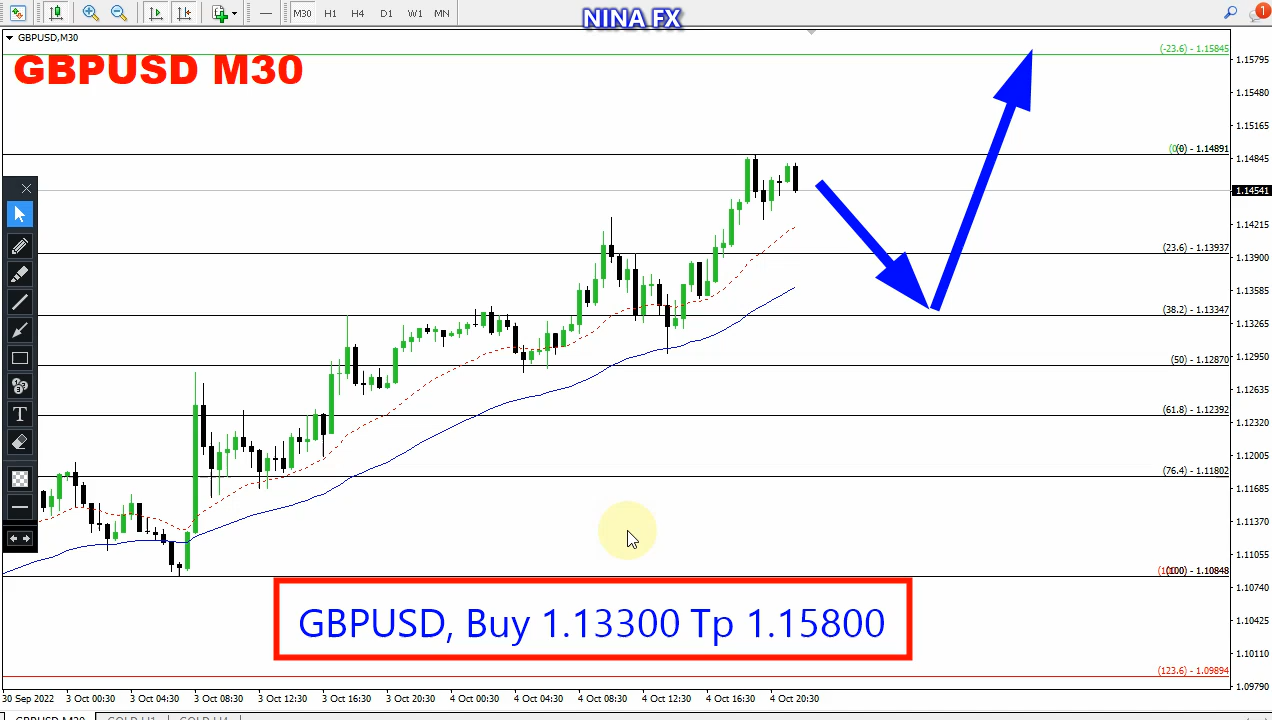 M30 H1 H4 D1 W1 MN
NINA FX
1
GBPUSD,M30
GBPUSD M30
(-23.6) - 1.15845
1.15795
1.15480
1.15165
(0) - 1.14891
1.14845
1.14541
1.14215
(23.6) - 1.13937
1.13900
1.13585
(38.2) - 1.13347
1.13265
1.12950
(50) - 1.12870
1.12635
(61.8) - 1.12392
1.12320
1.12005
(76.4) - 1.11802
1.11685
1.11370
1.11055
(100) - 1.10848
1.10740
GBPUSD, Buy 1.13300 Tp 1.15800
1.10425
1.10110
(123.6) - 1.09894
1.09790
T
30 Sep 2022 3 Oct 00:30 3 Oct 04:30 3 Oct 08:30 3 Oct 12:30 3 Oct 16:30 3 Oct 20:30 4 Oct 00:30 4 Oct 04:30 4 Oct 08:30 4 Oct 12:30 4 Oct 16:30 4 Oct 20:30
GBPUSD,M30 GOLD,H1 GOLD,H4